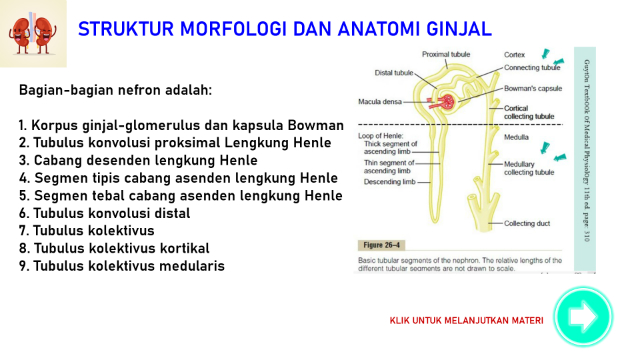 STRUKTUR MORFOLOGI DAN ANATOMI GINJAL
Bagian-bagian nefron adalah:
1. Korpus ginjal-glomerulus dan kapsula Bowman
2. Tubulus konvolusi proksimal Lengkung Henle
3. Cabang desenden lengkung Henle
4. Segmen tipis cabang asenden lengkung Henle
5. Segmen tebal cabang asenden lengkung Henle
6. Tubulus konvolusi distal
7. Tubulus kolektivus
8. Tubulus kolektivus kortikal
9. Tubulus kolektivus medularis
Proximal tubule
Cortex
Connecting tubule
Distal tubule
Bowman's capsule
Macula densa
Cortical
collecting tubule
Loop of Henle:
Thick segment of
ascending limb
Thin segment of
ascending limb
Descending limb
Medulla
Medullary
collecting tubule
Collecting duct
Figure 26–4
Basic tubular segments of the nephron. The relative lengths of the
different tubular segments are not drawn to scale.
Guyton Textbook of Medical Physiology 11th ed. page: 310
KLIK UNTUK MELANJUTKAN MATERI